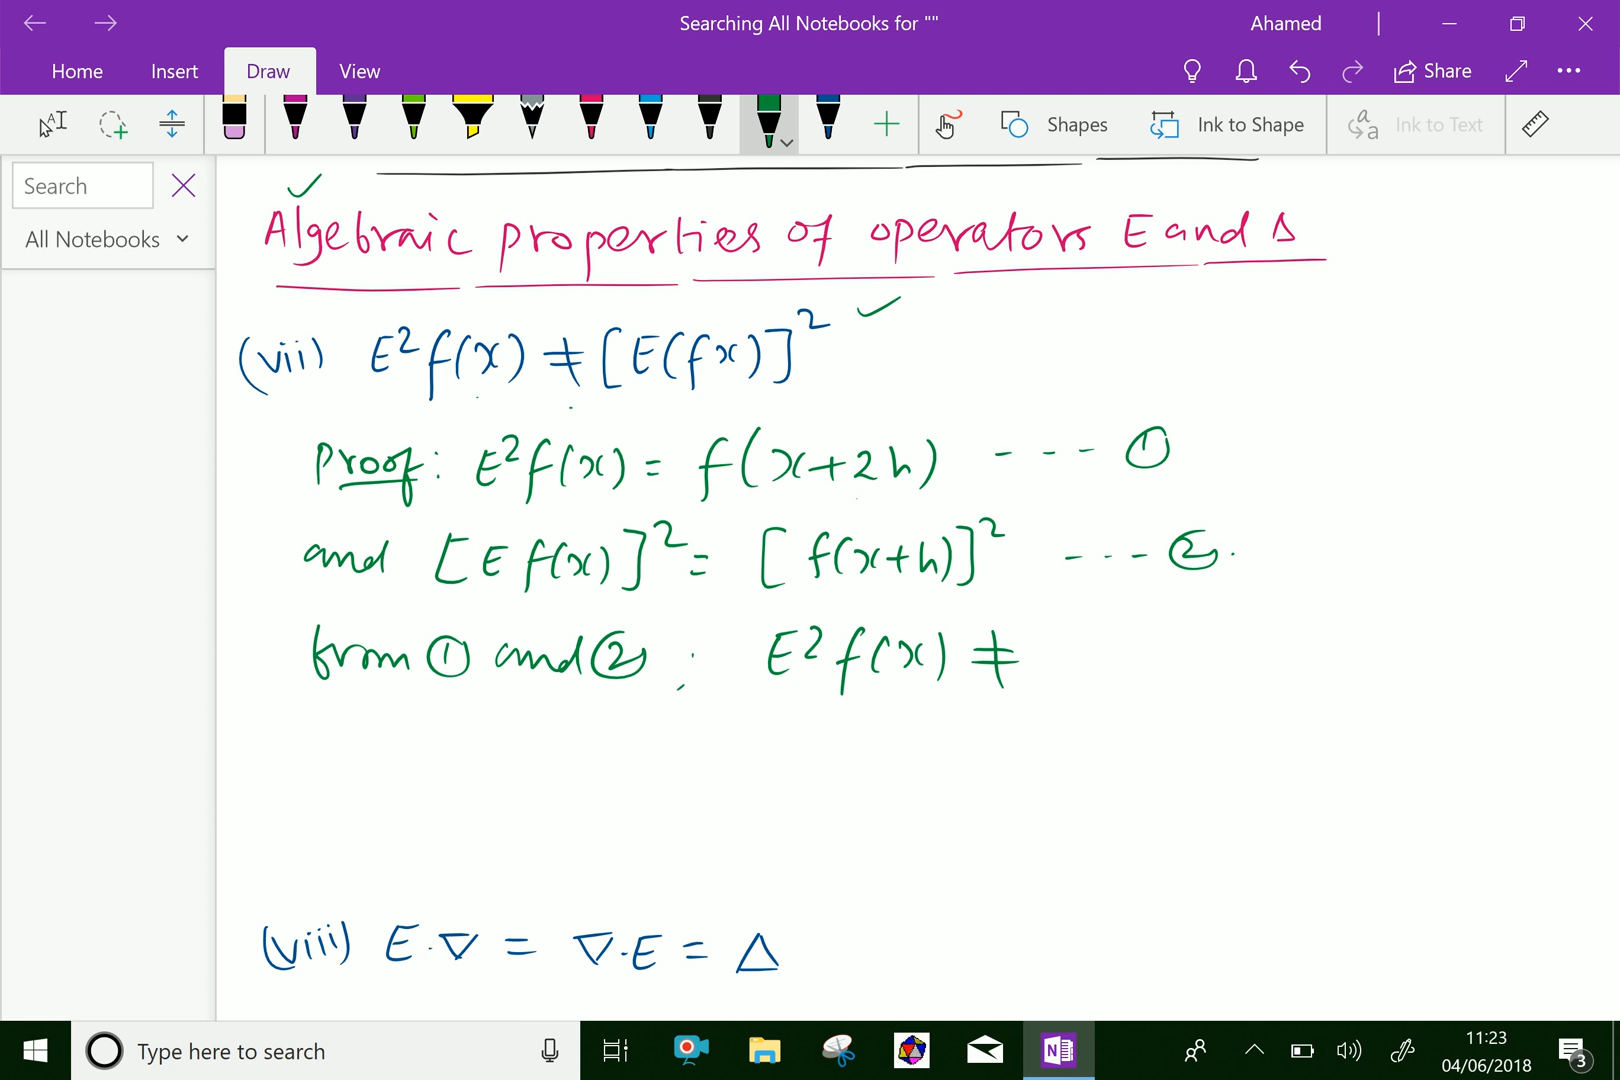 Searching All Notebooks for ""
Ahamed
Home Insert Draw View
Share
Shapes Ink to Shape Ink to Text
Search
All Notebooks
Algebraic properties of operators E and Δ
(vii) E²f(x) ≠ [E(fx)]²
Proof: E²f(x) = f(x+2h) ---- ①
and [E f(x)]² = [f(x+h)]² ---- ②.
from ① and ② : E²f(x) ≠
(viii) E.∇ = ∇.E = Δ
Type here to search
11:23
04/06/2018
3